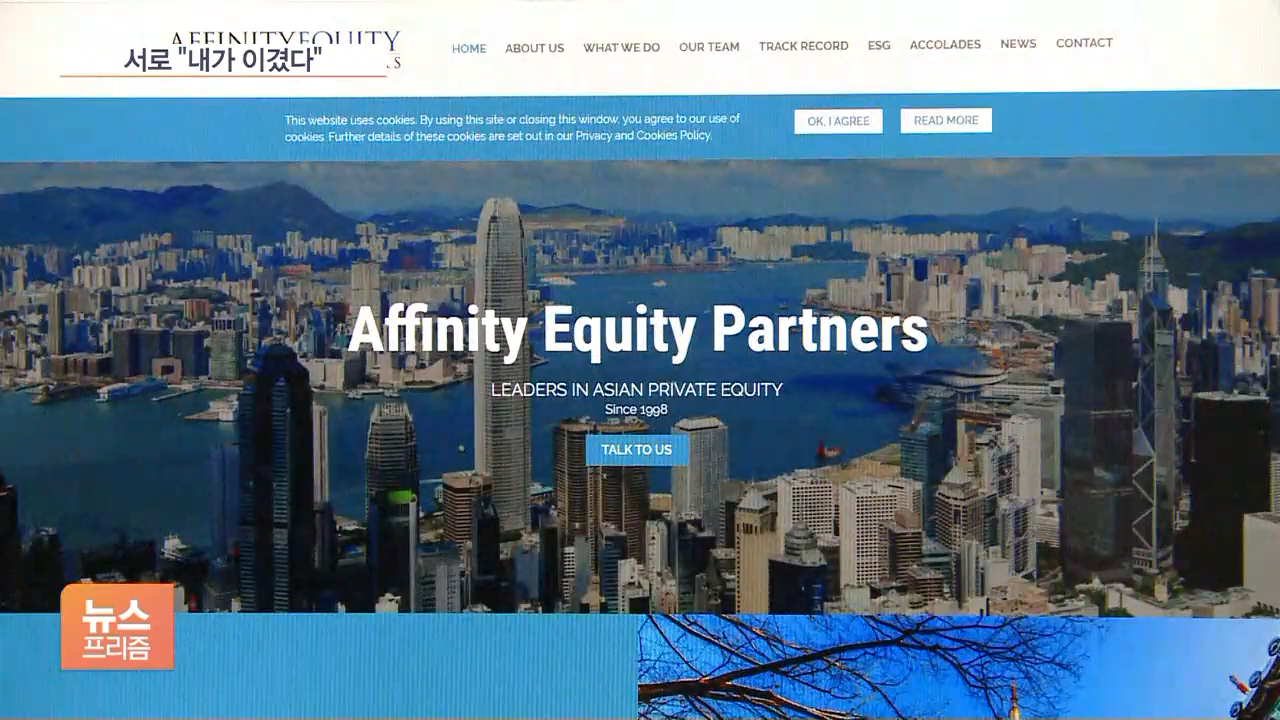 AFFINITYEQUITY
서로 "내가 이겼다"
HOME ABOUT US WHAT WE DO OUR TEAM TRACK RECORD ESG ACCOLADES NEWS CONTACT
This website uses cookies. By using this site or closing this window, you agree to our use of
cookies. Further details of these cookies are set out in our Privacy and Cookies Policy.
OK, I AGREE READ MORE
Affinity Equity Partners
LEADERS IN ASIAN PRIVATE EQUITY
Since 1998
TALK TO US
뉴스
프리즘